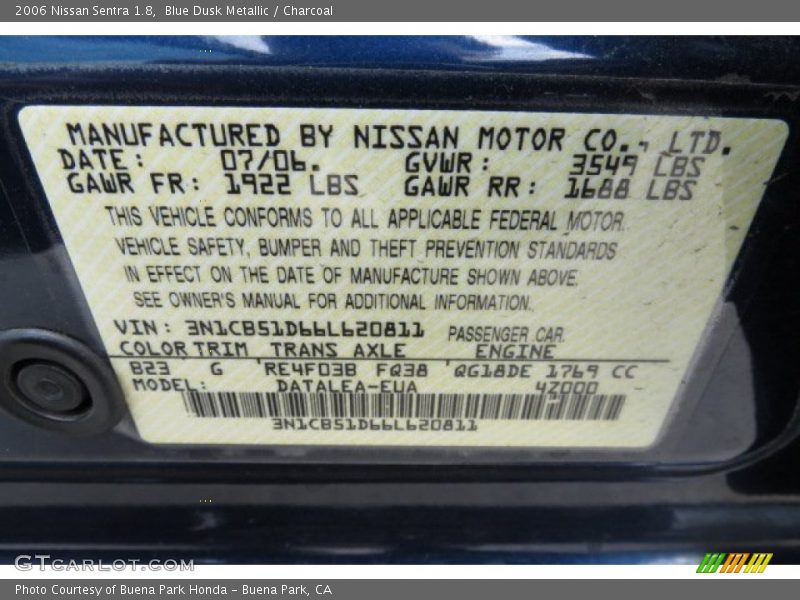 2006 Nissan Sentra 1.8, Blue Dusk Metallic / Charcoal
MANUFACTURED BY NISSAN MOTOR CO., LTD.
DATE: 07/06. GVWR: 3549 LBS
GAWR FR: 1922 LBS GAWR RR: 1688 LBS
THIS VEHICLE CONFORMS TO ALL APPLICABLE FEDERAL MOTOR
VEHICLE SAFETY, BUMPER AND THEFT PREVENTION STANDARDS
IN EFFECT ON THE DATE OF MANUFACTURE SHOWN ABOVE.
SEE OWNER'S MANUAL FOR ADDITIONAL INFORMATION.
VIN: 3N1CB51D66L620811 PASSENGER CAR
COLOR TRIM TRANS AXLE ENGINE
B23 G 'RE4F03B FQ38 'QG18DE 1769 CC
MODEL: DATALEA-EUA 4Z000
3N1CB51D66L620811
GTCARLOT.COM
Photo Courtesy of Buena Park Honda - Buena Park, CA